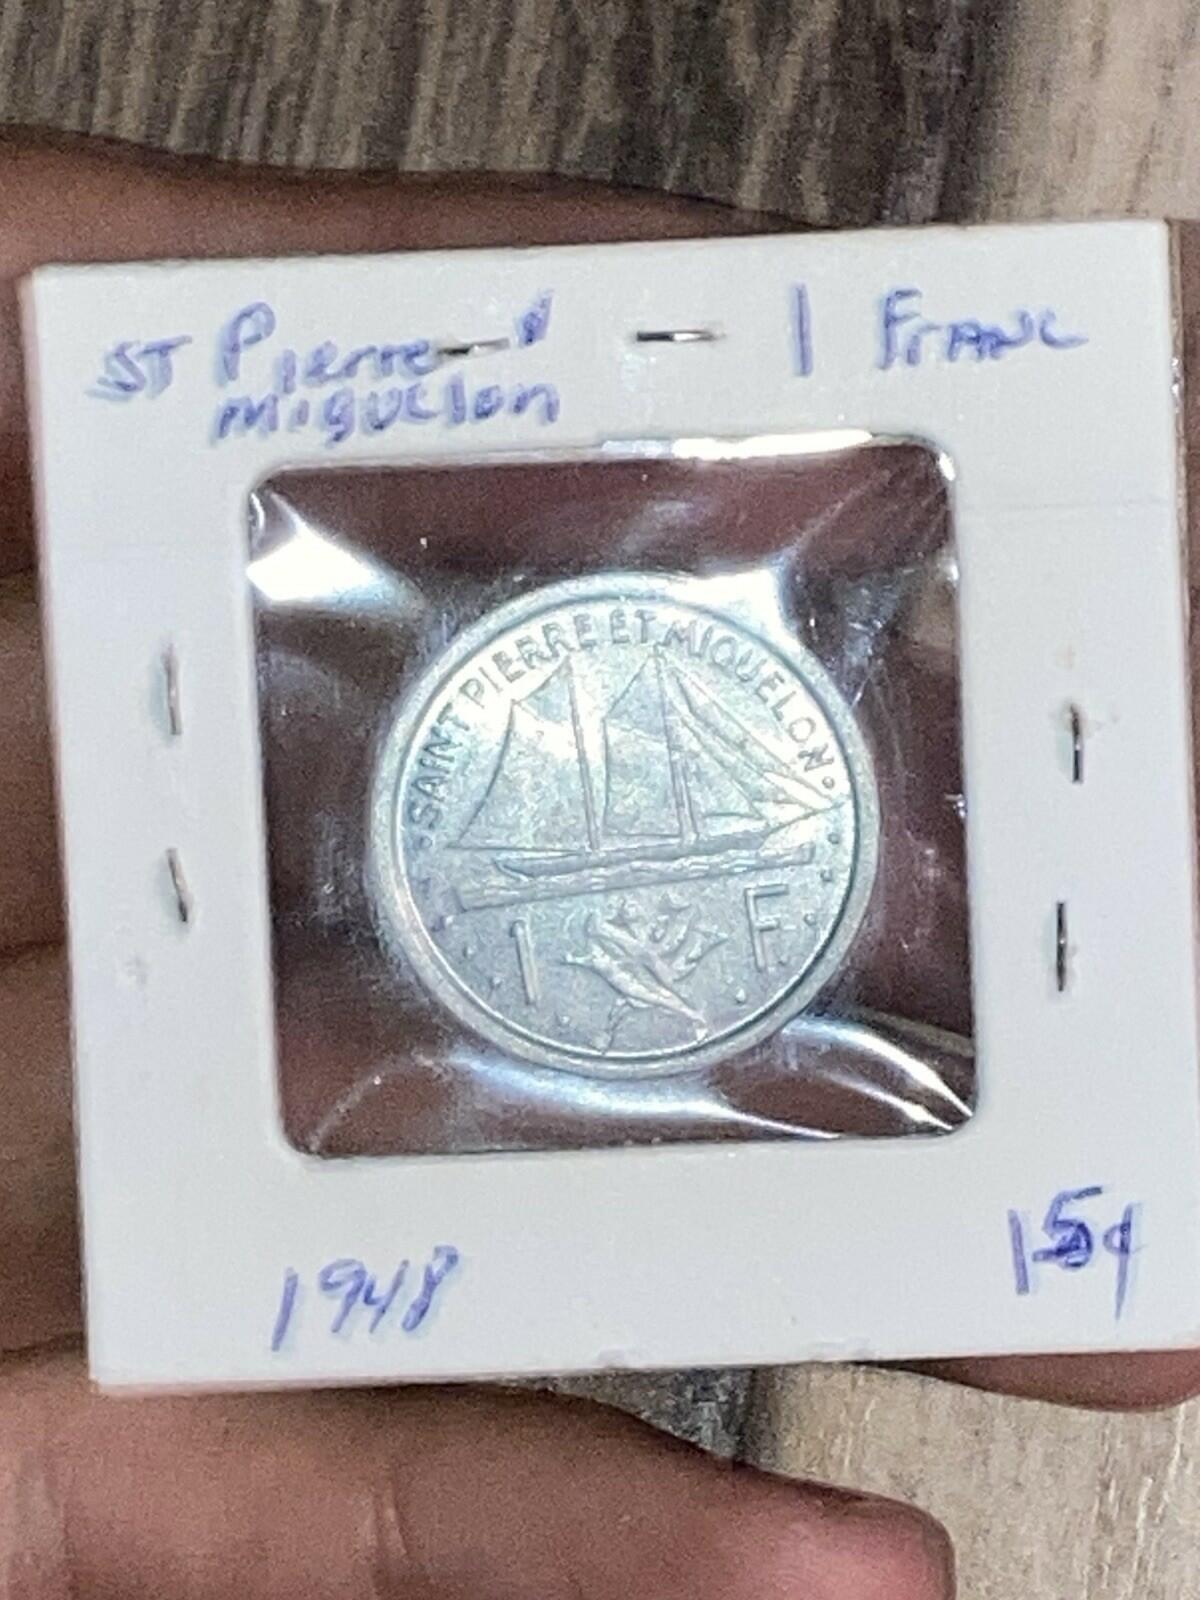 ST Pierre &
Miquelon
1 Franc
· SAINT PIERRE ET MIQUELON ·
1 F
1948
15¢